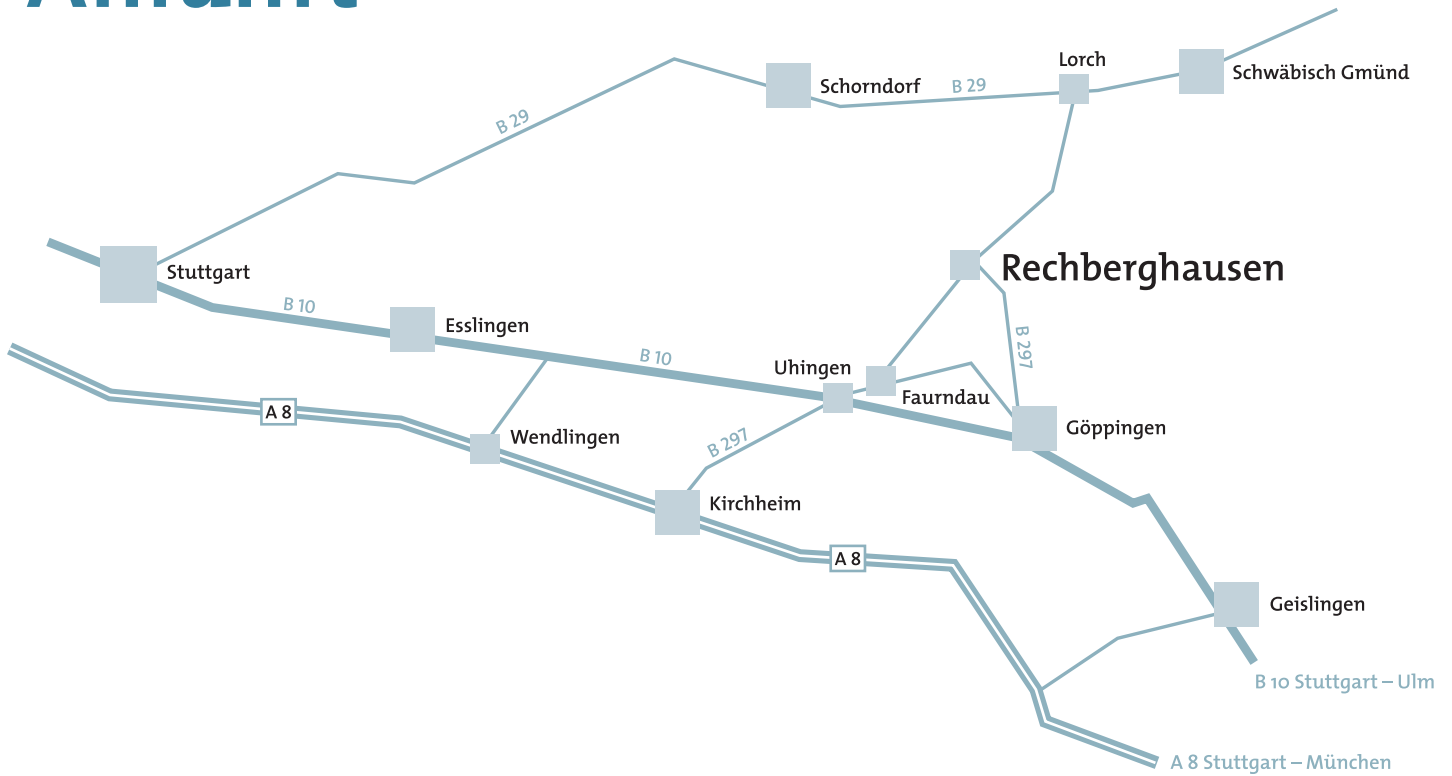 Anfahrt
Lorch
Schwäbisch Gmünd
Schorndorf
B 29
B 29
Rechberghausen
Stuttgart
B 10
Esslingen
B 10
B 297
Uhingen
Faurndau
A 8
Göppingen
Wendlingen
B 297
Kirchheim
A 8
Geislingen
B 10 Stuttgart – Ulm
A 8 Stuttgart – München